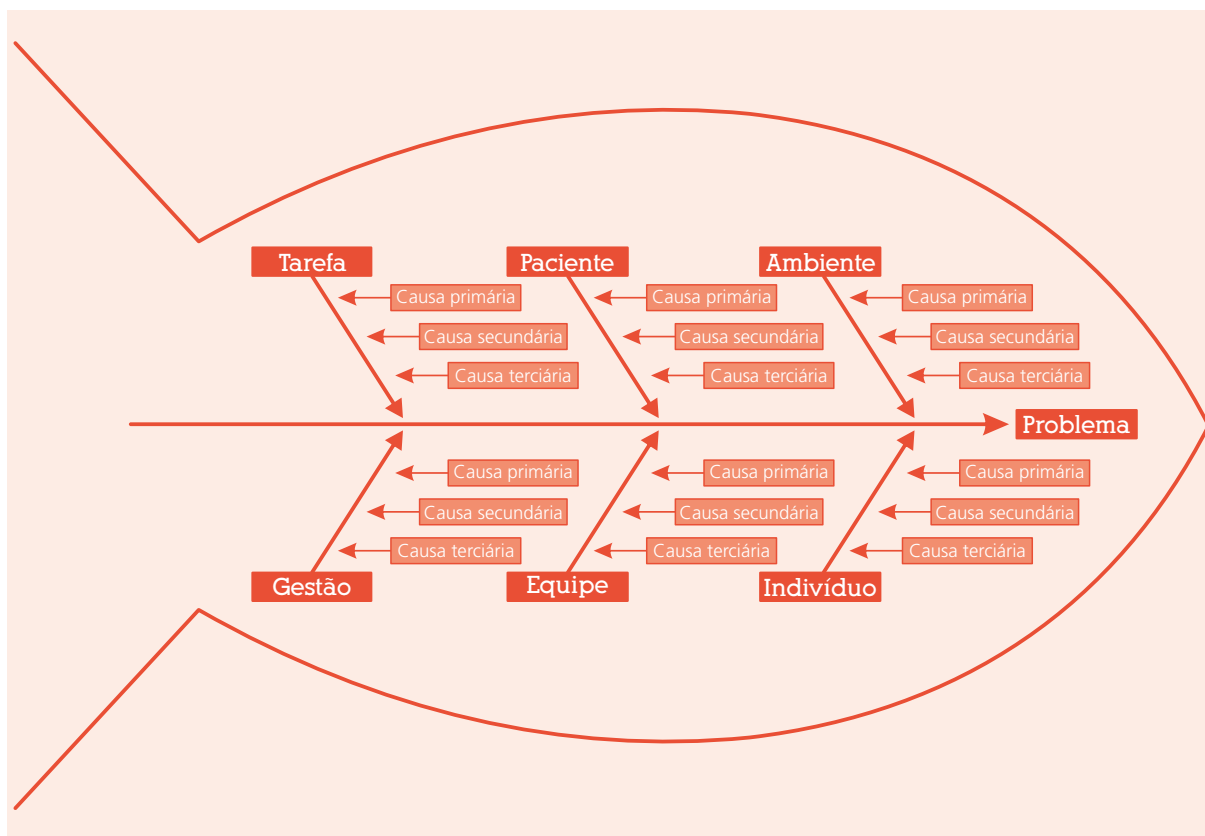 Tarefa
Paciente
Ambiente
Causa primária
Causa primária
Causa primária
Causa secundária
Causa secundária
Causa secundária
Causa terciária
Causa terciária
Causa terciária
Problema
Causa primária
Causa primária
Causa primária
Causa secundária
Causa secundária
Causa secundária
Causa terciária
Causa terciária
Causa terciária
Gestão
Equipe
Indivíduo